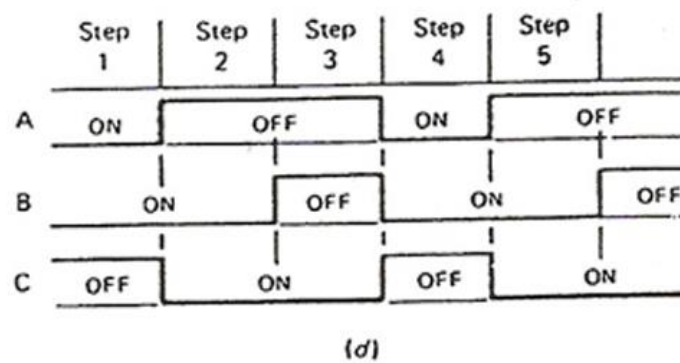 Step Step Step Step Step
1 2 3 4 5
A ON OFF ON OFF
B ON OFF ON OFF
C OFF ON OFF ON
(d)